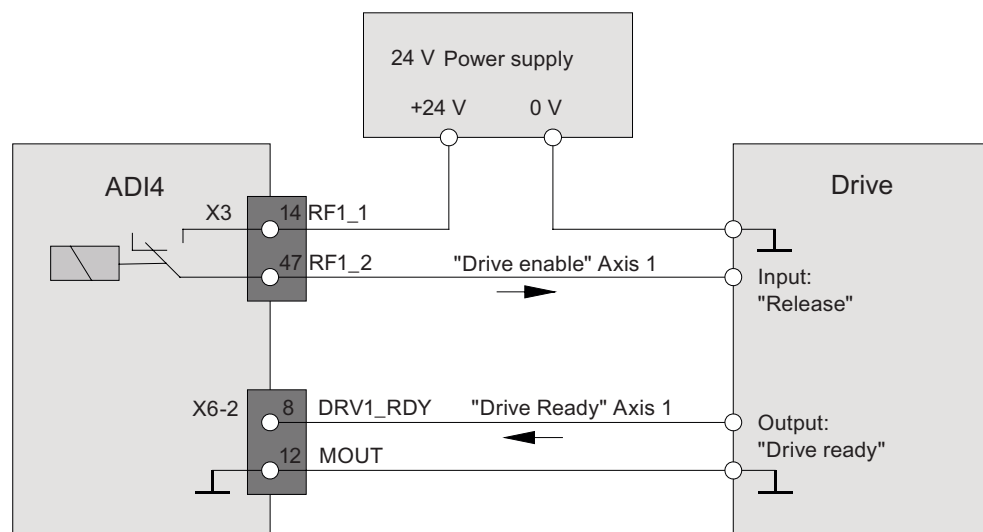 24 V Power supply
+24 V 0 V
ADI4
Drive
X3 14 RF1_1
47 RF1_2 "Drive enable" Axis 1
Input:
"Release"
X6-2 8 DRV1_RDY "Drive Ready" Axis 1
Output:
"Drive ready"
12 MOUT